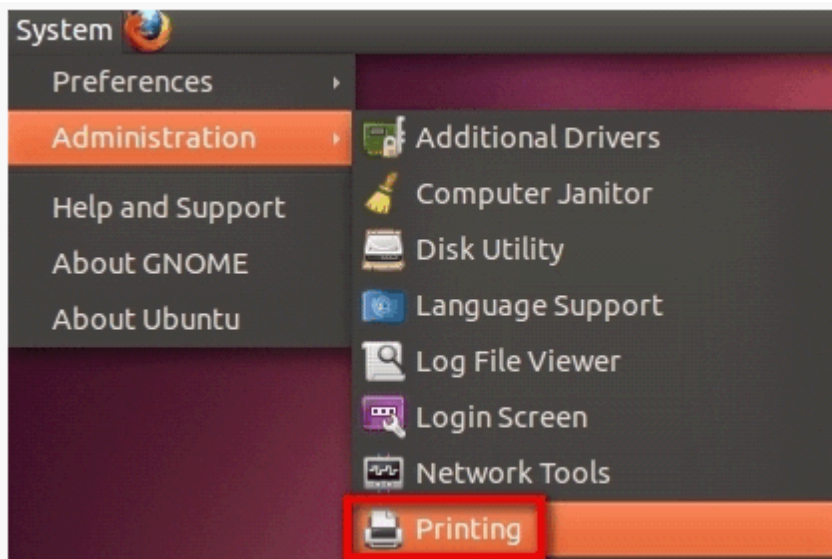 System
Preferences
Administration
Help and Support
About GNOME
About Ubuntu
Additional Drivers
Computer Janitor
Disk Utility
Language Support
Log File Viewer
Login Screen
Network Tools
Printing